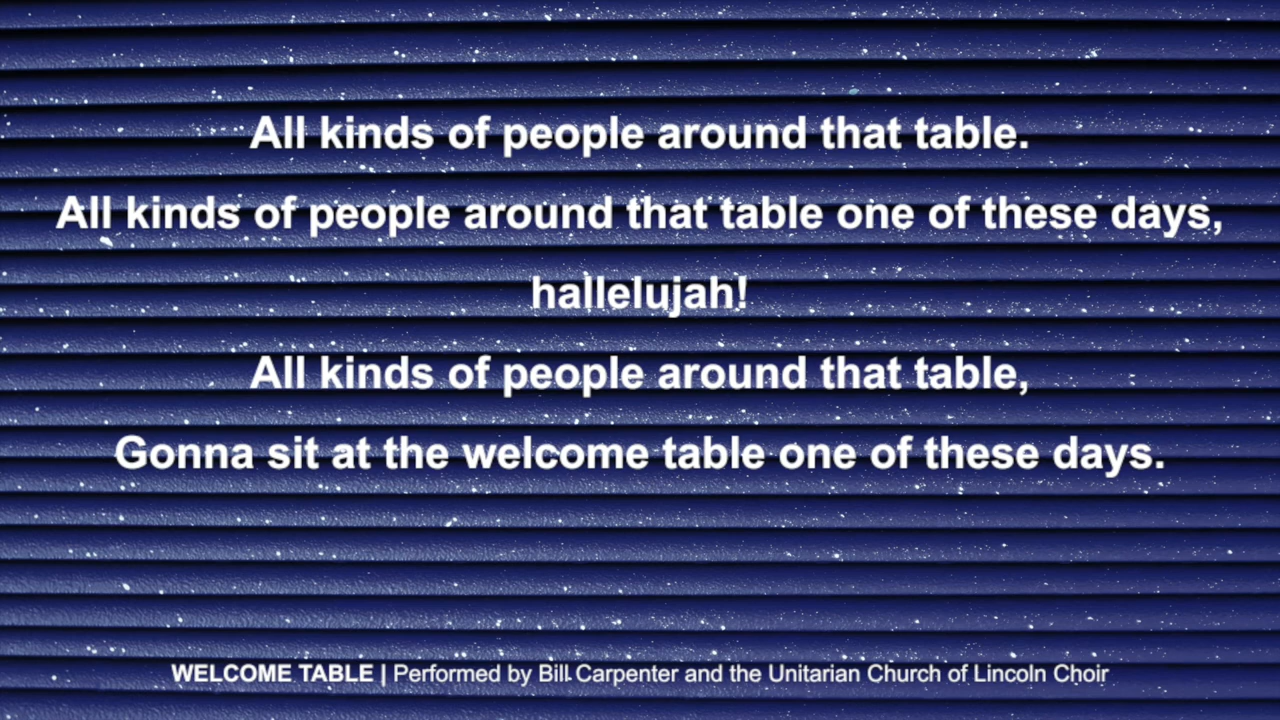 All kinds of people around that table.
All kinds of people around that table one of these days,
hallelujah!
All kinds of people around that table,
Gonna sit at the welcome table one of these days.
WELCOME TABLE | Performed by Bill Carpenter and the Unitarian Church of Lincoln Choir